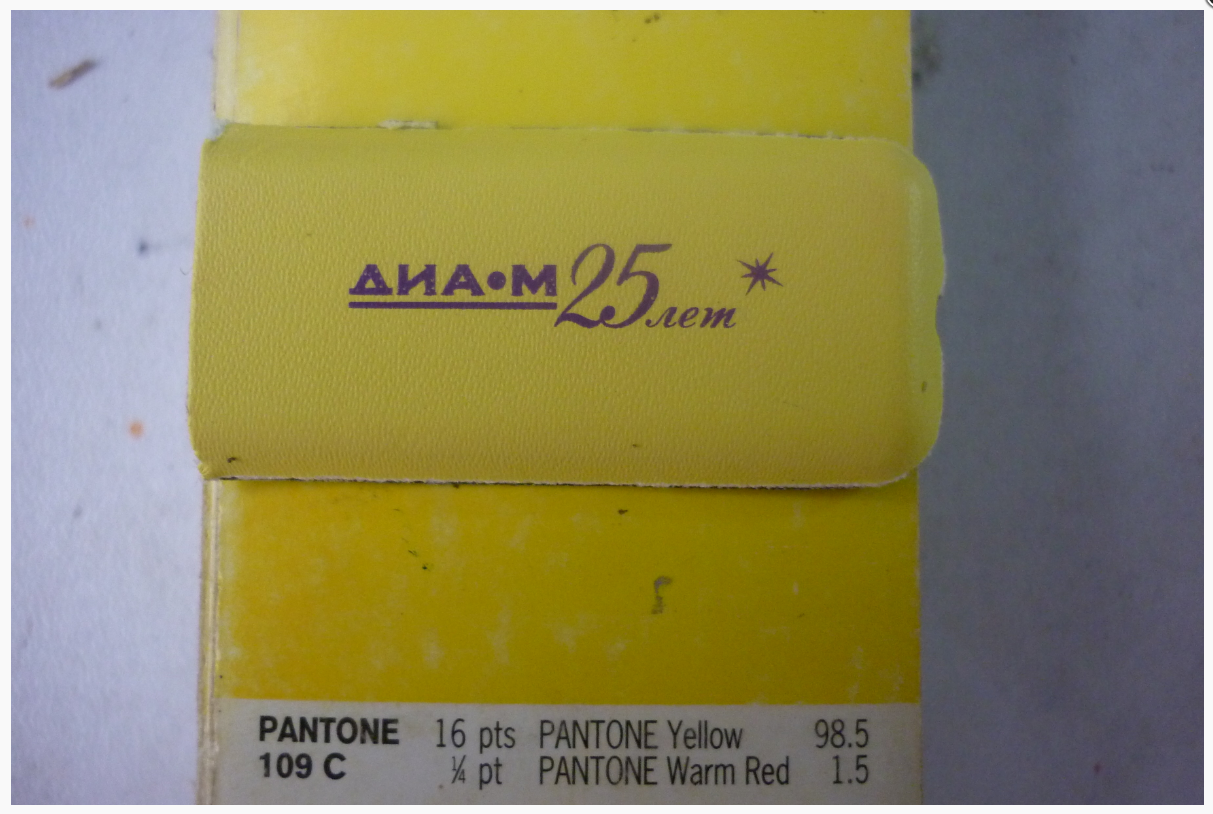 ДИА•М 25 лет
PANTONE 16 pts PANTONE Yellow 98.5
109 C ¼ pt PANTONE Warm Red 1.5